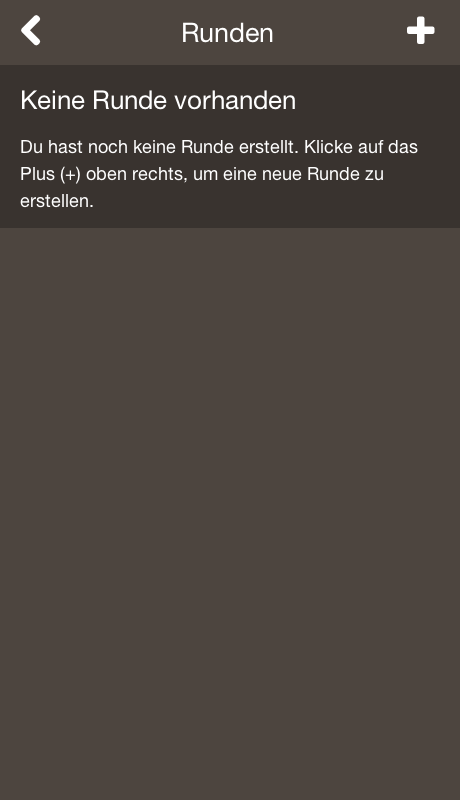 Runden
Keine Runde vorhanden
Du hast noch keine Runde erstellt. Klicke auf das
Plus (+) oben rechts, um eine neue Runde zu
erstellen.